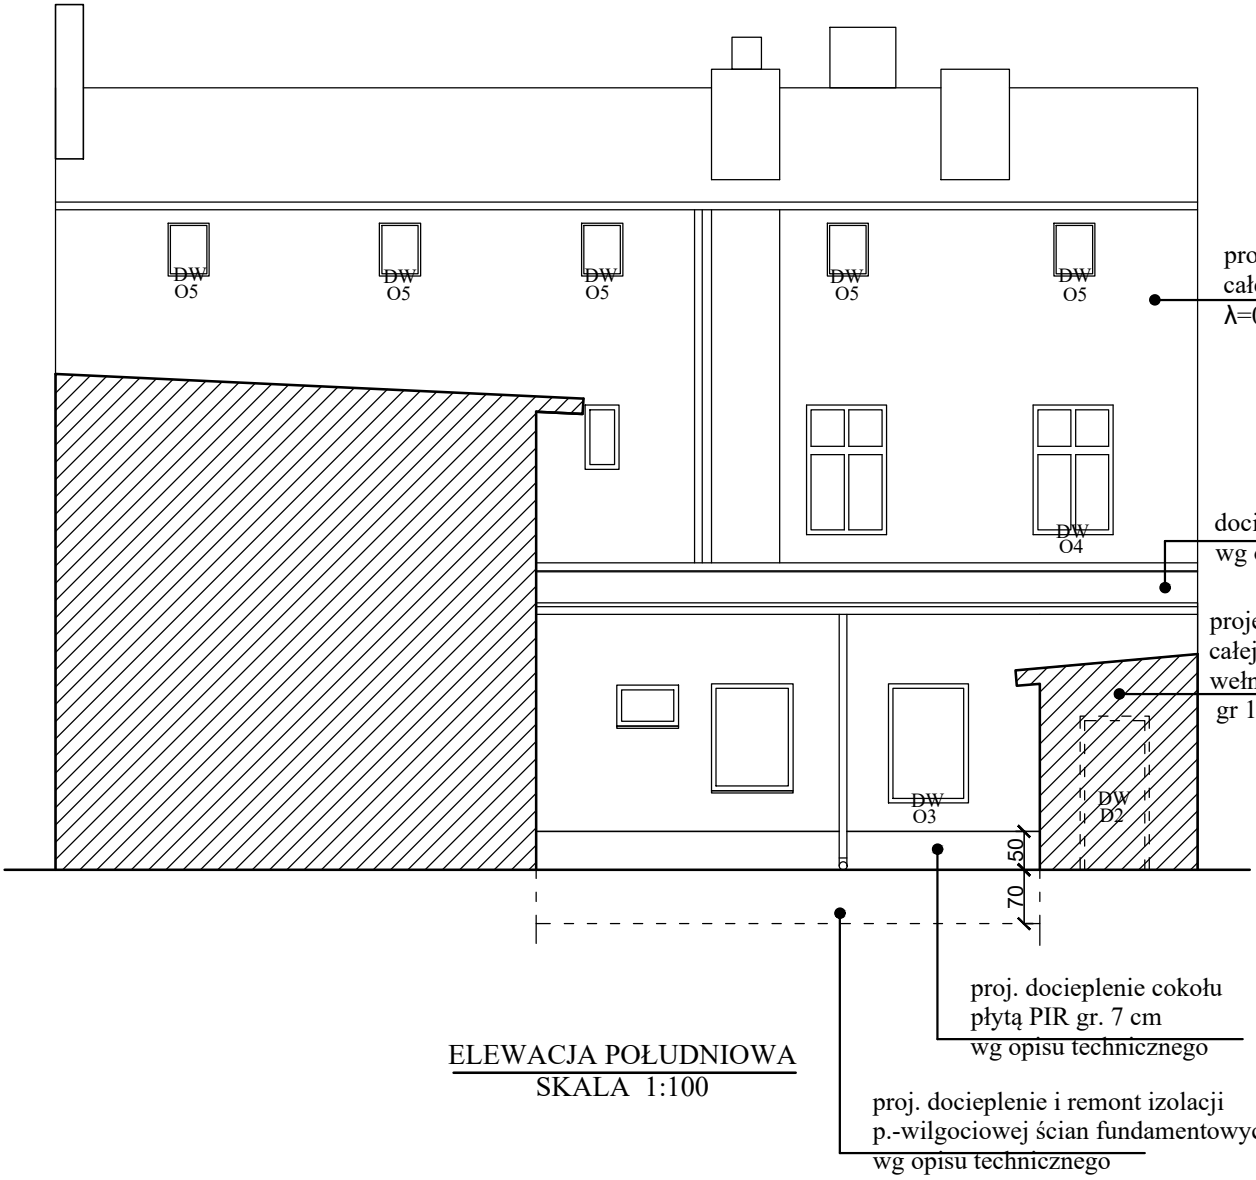 DW
O5
DW
O5
DW
O5
DW
O5
DW
O5
DW
O4
DW
O3
DW
D2
50
70
proj. docieplenie cokołu
płytą PIR gr. 7 cm
wg opisu technicznego
ELEWACJA POŁUDNIOWA
SKALA 1:100
proj. docieplenie i remont izolacji
p.-wilgociowej ścian
wg opisu technicznego